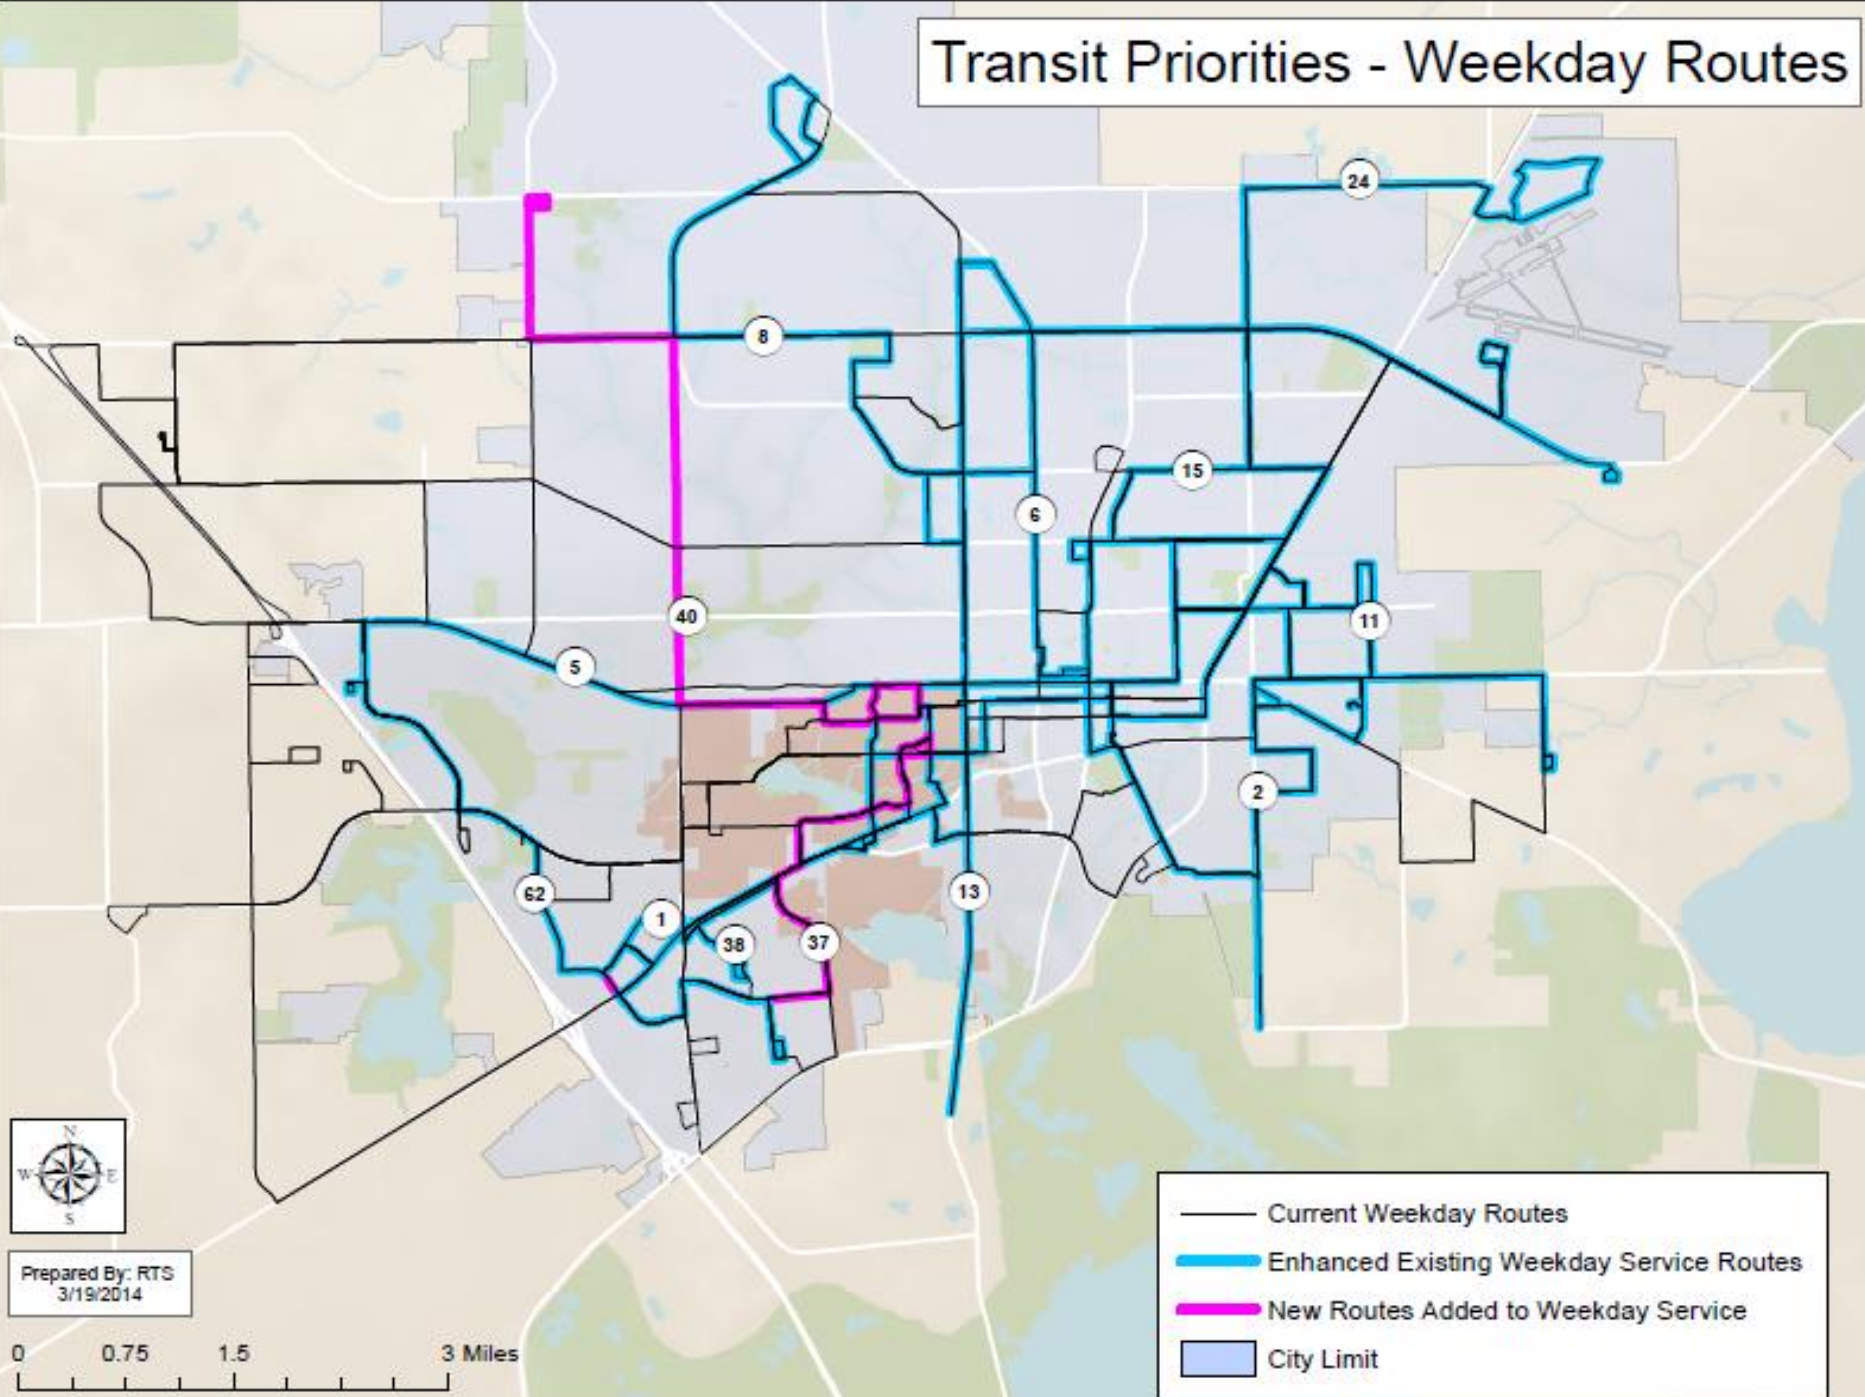 Transit Priorities - Weekday Routes
24
8
15
6
40
11
5
2
62
13
1
38
37
N
W E
S
Prepared By: RTS
3/19/2014
0 0.75 1.5 3 Miles
Current Weekday Routes
Enhanced Existing Weekday Service Routes
New Routes Added to Weekday Service
City Limit